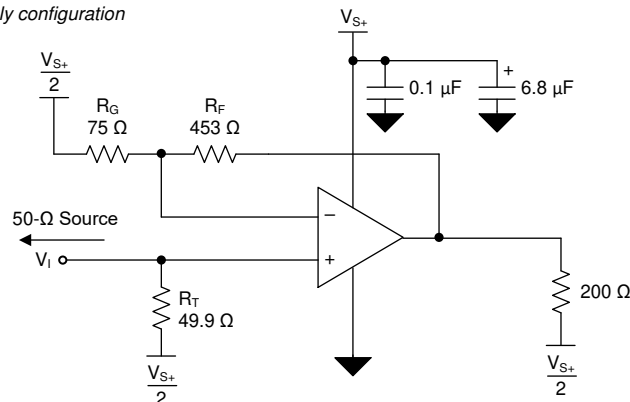 ly configuration
V_S+
V_S+
2
R_G
75 Ω
R_F
453 Ω
0.1 µF
+
6.8 µF
50-Ω Source
V_I
−
+
R_T
49.9 Ω
200 Ω
V_S+
2
V_S+
2